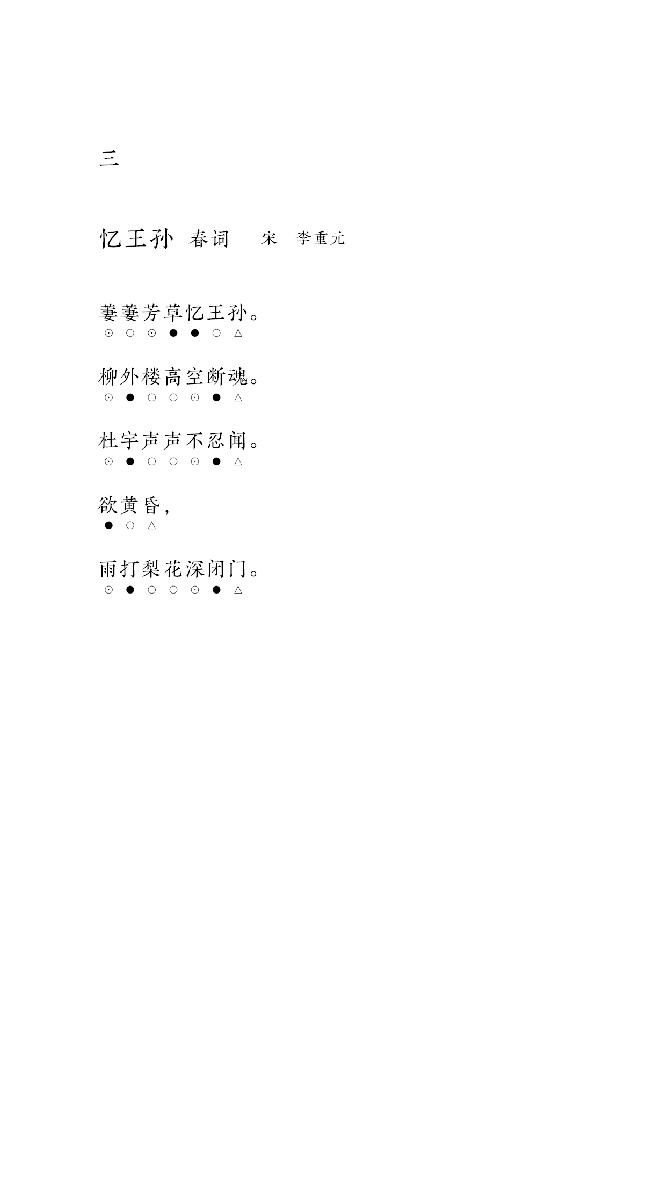 三
忆王孙 春词 宋 李重元
萋萋芳草忆王孙。
⊙○⊙●●○△
柳外楼高空断魂。
⊙●○○⊙●△
杜宇声声不忍闻。
⊙●○○⊙●△
欲黄昏，
●○△
雨打梨花深闭门。
⊙●○○⊙●△